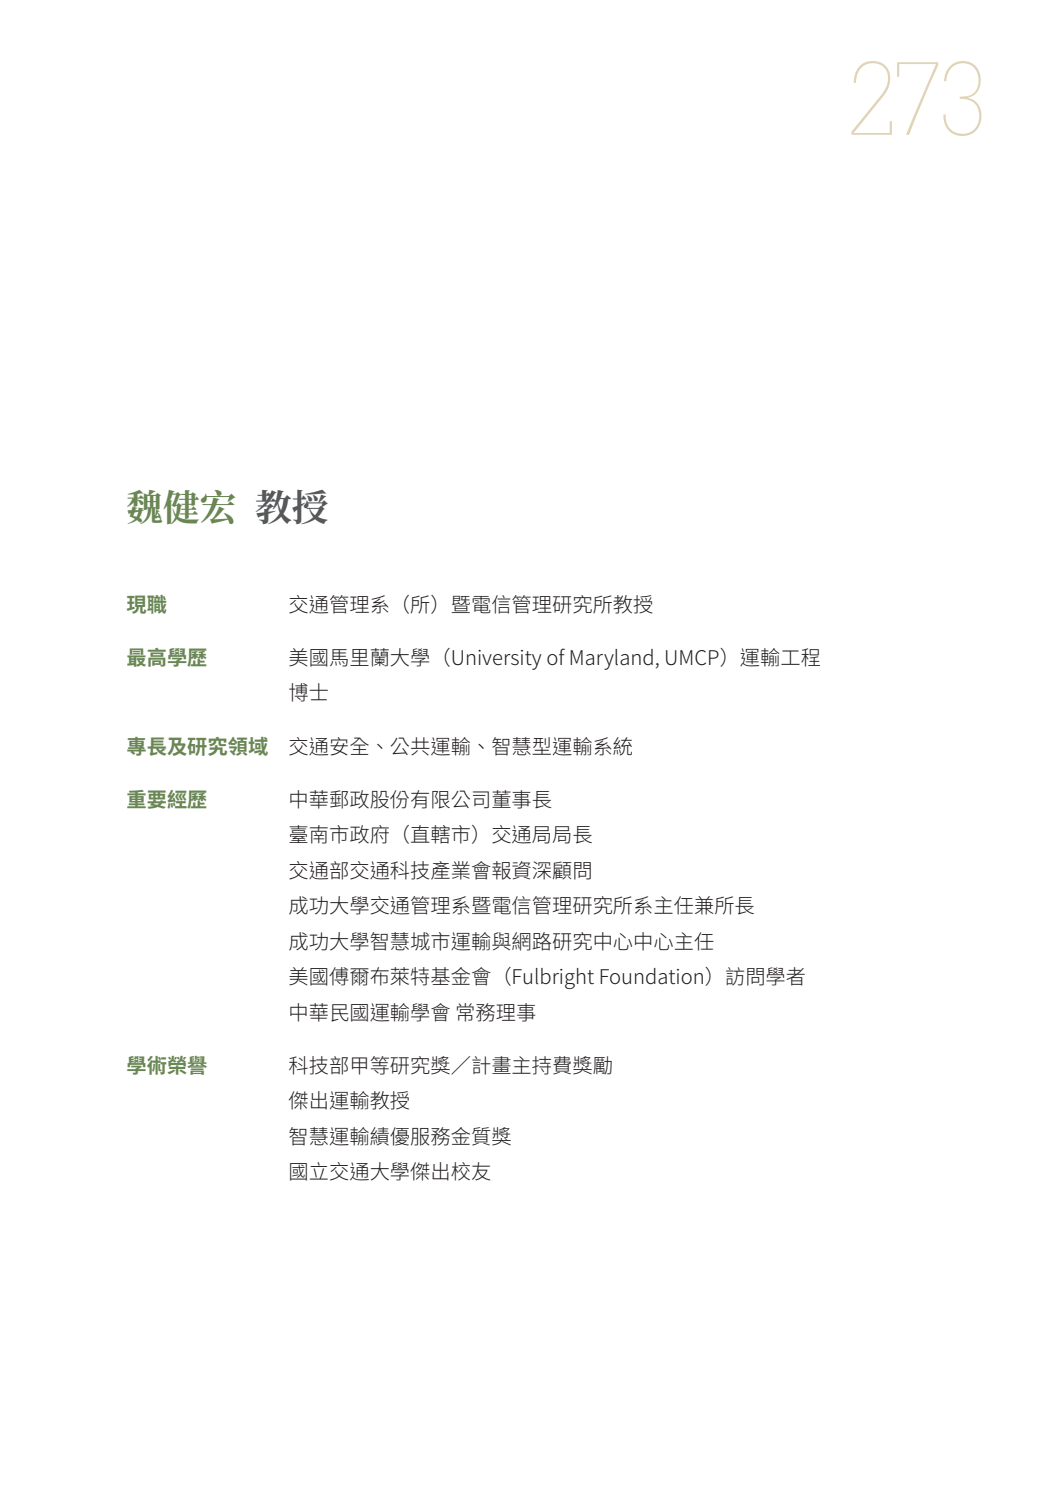 273
魏健宏 教授
現職 交通管理系（所）暨電信管理研究所教授
最高學歷 美國馬里蘭大學（University of Maryland, UMCP）運輸工程
博士
專長及研究領域 交通安全、公共運輸、智慧型運輸系統
重要經歷 中華郵政股份有限公司董事長
臺南市政府（直轄市）交通局局長
交通部交通科技產業會報資深顧問
成功大學交通管理系暨電信管理研究所系主任兼所長
成功大學智慧城市運輸與網路研究中心中心主任
美國傅爾布萊特基金會（Fulbright Foundation）訪問學者
中華民國運輸學會 常務理事
學術榮譽 科技部甲等研究獎／計畫主持費獎勵
傑出運輸教授
智慧運輸績優服務金質獎
國立交通大學傑出校友